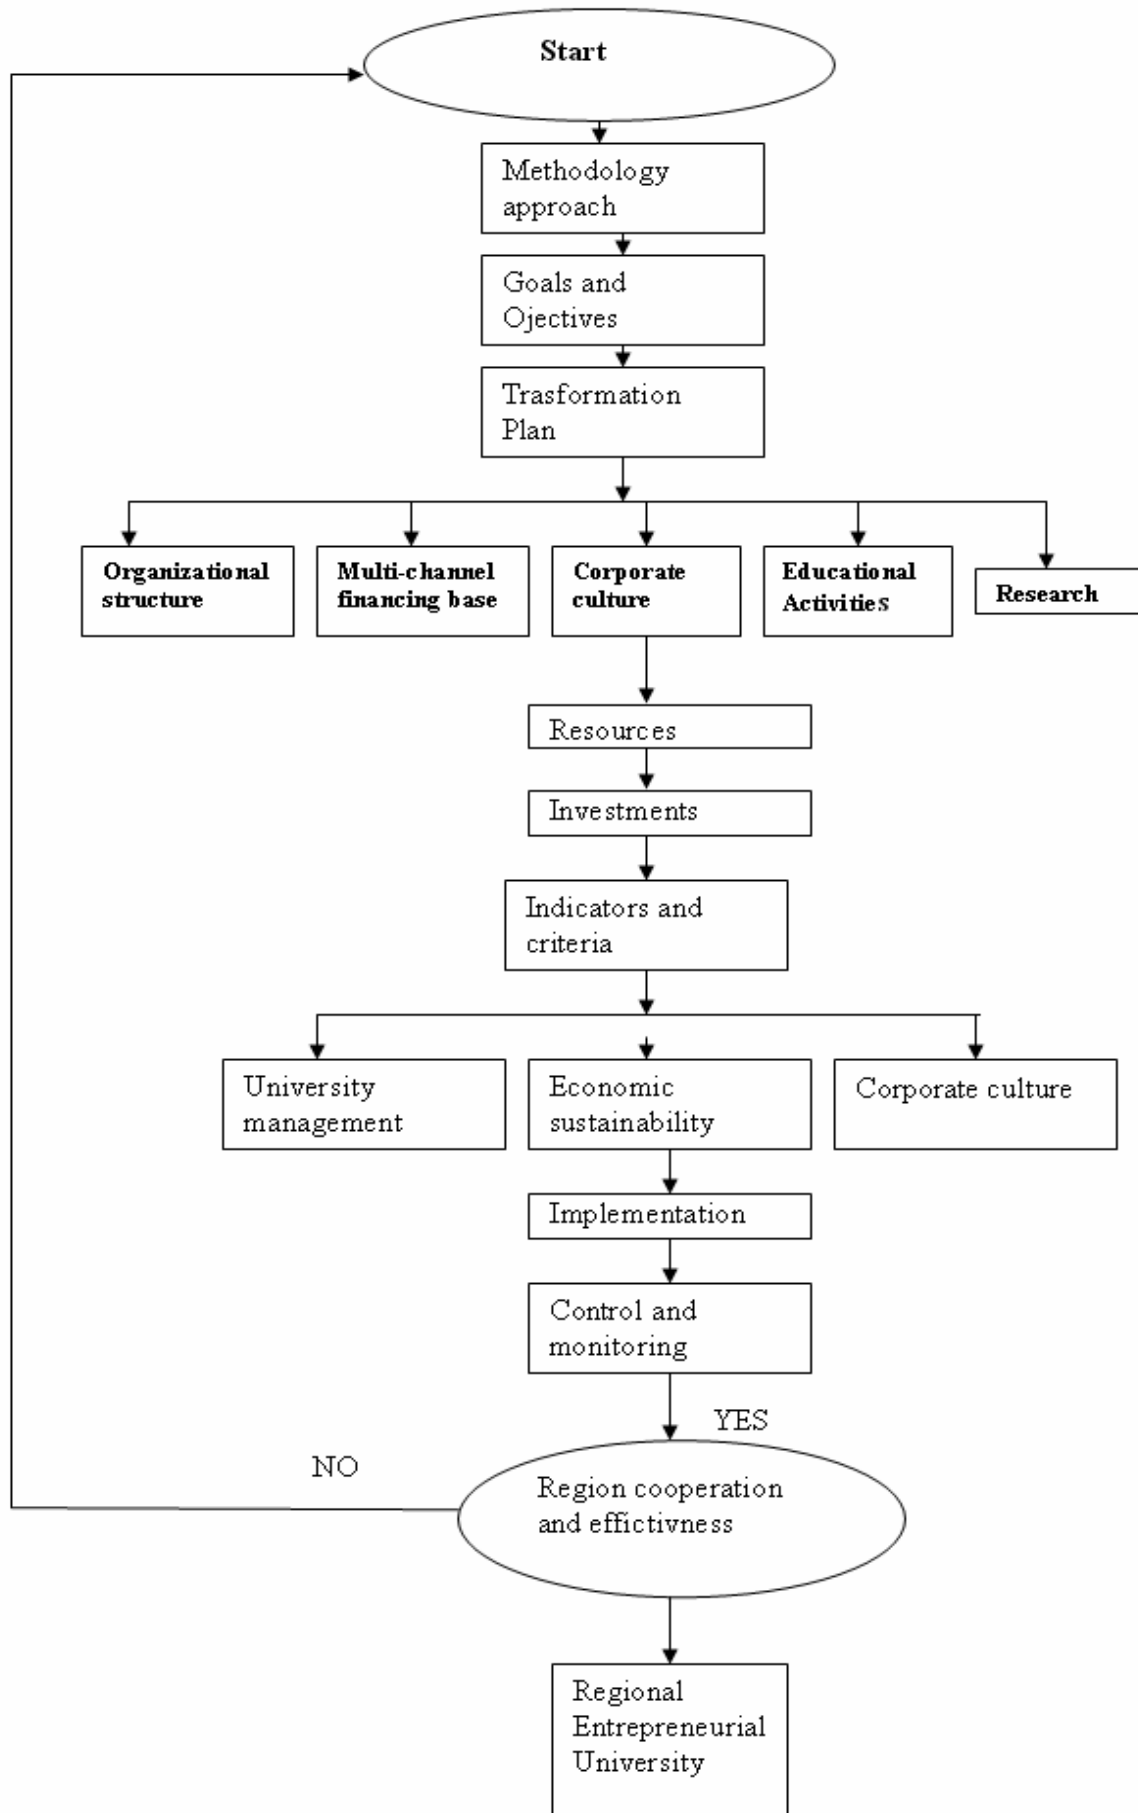 Start
Methodology
approach
Goals and
Ojectives
Trasformation
Plan
Organizational
structure
Multi-channel
financing base
Corporate
culture
Educational
Activities
Research
Resources
Investments
Indicators and
criteria
University
management
Economic
sustainability
Corporate culture
Implementation
Control and
monitoring
YES
NO
Region cooperation
and effictivness
Regional
Entrepreneurial
University